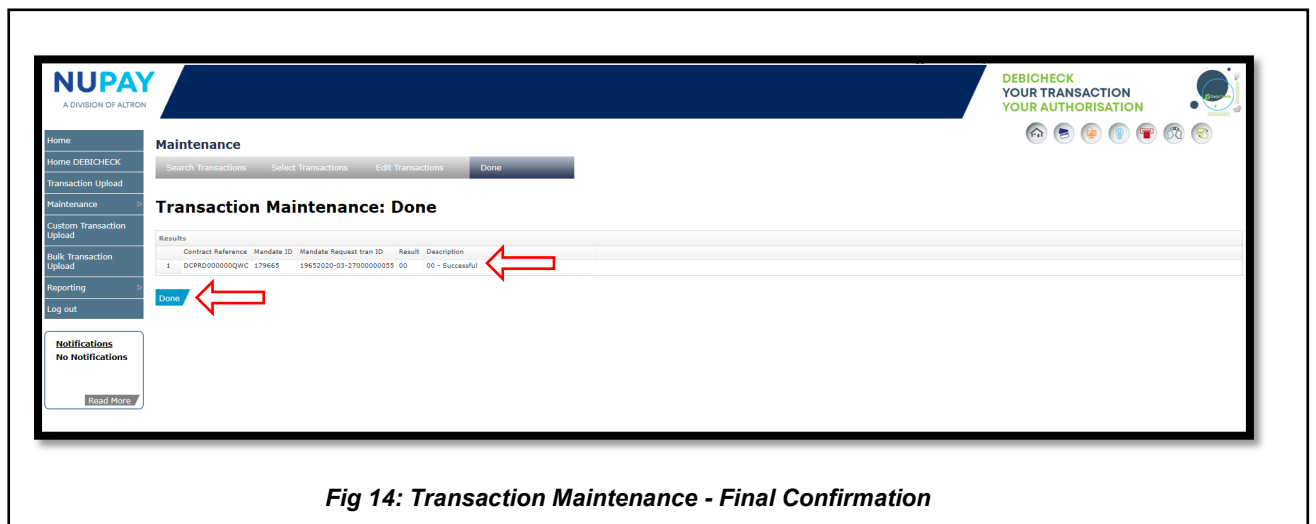 NUPAY
A DIVISION OF ALTRON
DEBICHECK
YOUR TRANSACTION
YOUR AUTHORISATION
Home
Home DEBICHECK
Transaction Upload
Maintenance
Custom Transaction
Upload
Bulk Transaction
Upload
Reporting
Log out
Notifications
No Notifications
Read More
Maintenance
Search Transactions Select Transactions Edit Transactions Done
Transaction Maintenance: Done
Results
Contract Reference Mandate ID Mandate Request tran ID Result Description
1 DCPRD000000QWC 179665 19652020-03-27000000055 00 00 - Successful
Done
Fig 14: Transaction Maintenance - Final Confirmation